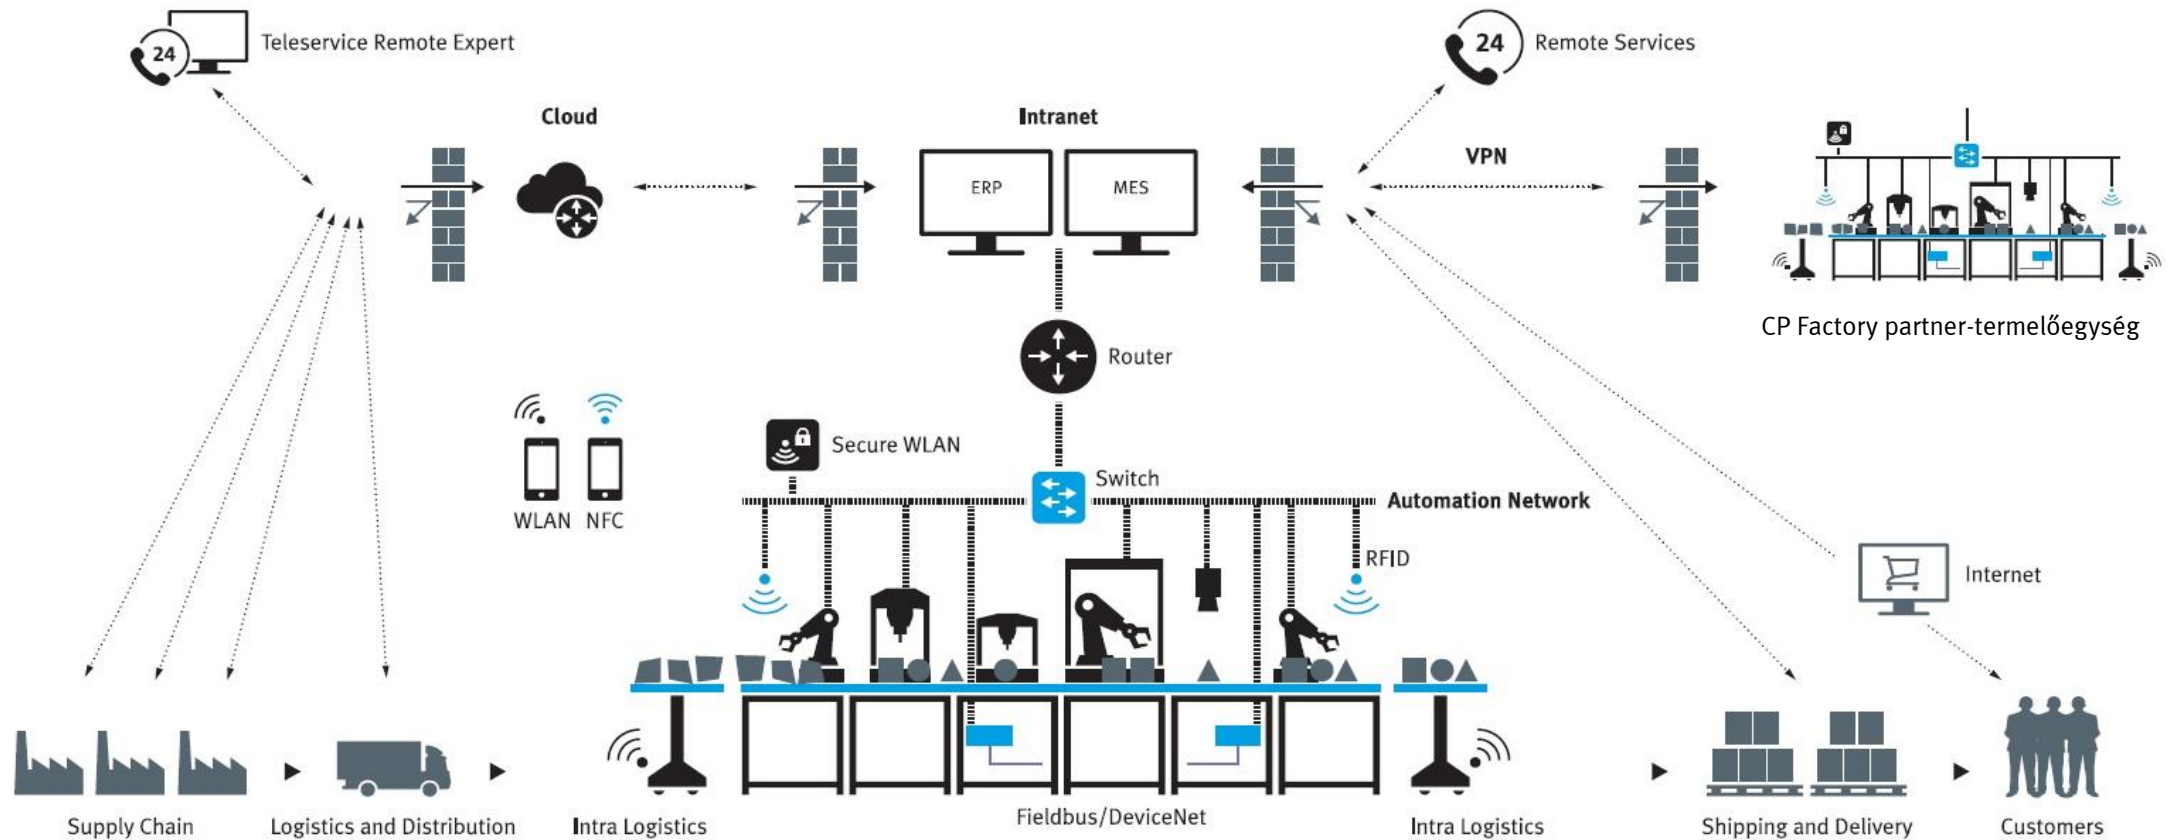 24
Teleservice Remote Expert
24
Remote Services
Cloud
Intranet
VPN
ERP
MES
CP Factory partner-termelőegység
Router
Secure WLAN
Switch
WLAN NFC
Automation Network
RFID
Internet
Supply Chain
Logistics and Distribution
Intra Logistics
Fieldbus/DeviceNet
Intra Logistics
Shipping and Delivery
Customers